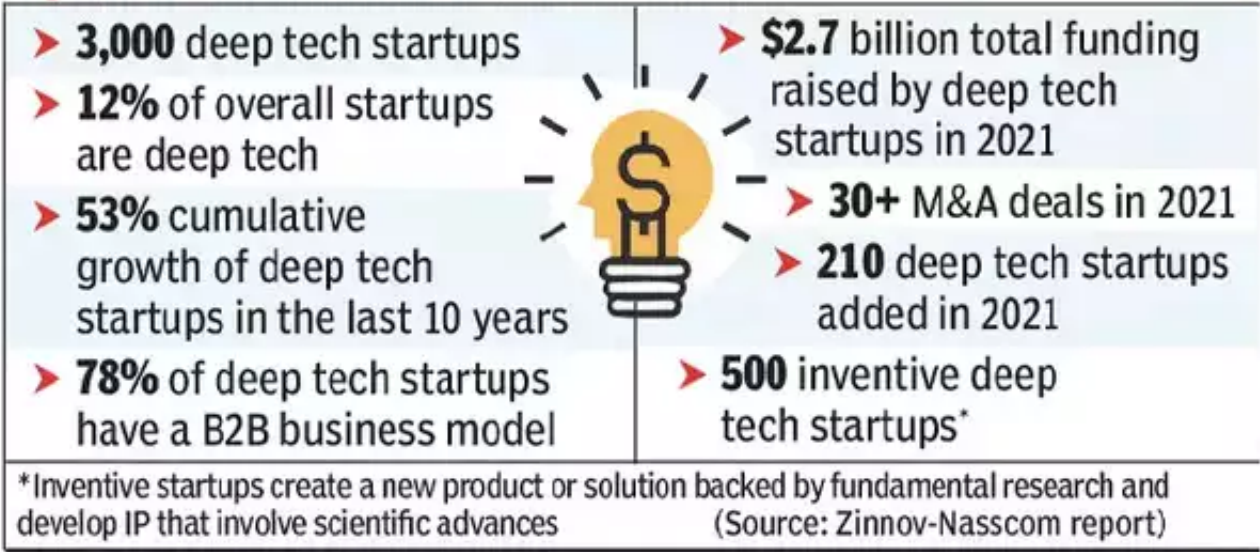 ➤ 3,000 deep tech startups
➤ 12% of overall startups
are deep tech
➤ 53% cumulative
growth of deep tech
startups in the last 10 years
➤ 78% of deep tech startups
have a B2B business model
➤ $2.7 billion total funding
raised by deep tech
startups in 2021
➤ 30+ M&A deals in 2021
➤ 210 deep tech startups
added in 2021
➤ 500 inventive deep
tech startups*
$
*Inventive startups create a new product or solution backed by fundamental research and
develop IP that involve scientific advances (Source: Zinnov-Nasscom report)